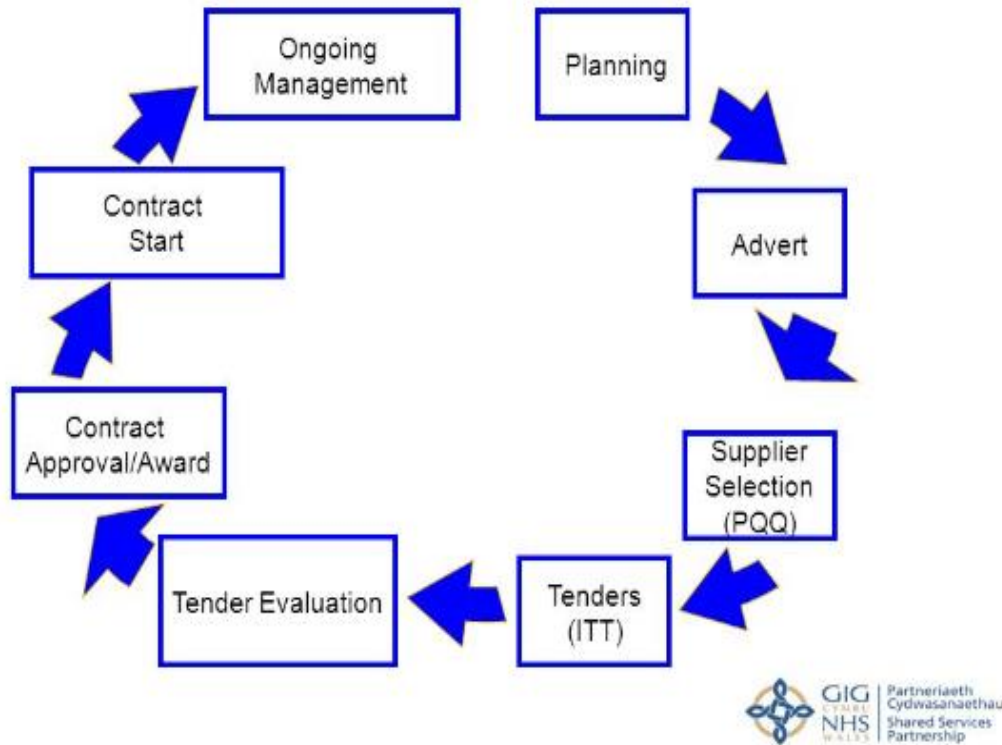 Planning
Advert
Supplier
Selection
(PQQ)
Tenders
(ITT)
Tender Evaluation
Contract
Approval/Award
Contract
Start
Ongoing
Management
GIG
CYMRU
NHS
WALES
Partneriaeth
Cydwasanaethau
Shared Services
Partnership